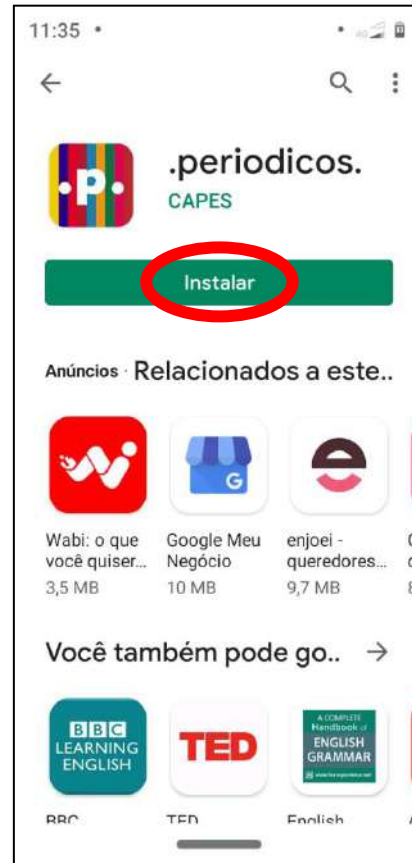 11:35
4G
.periodicos.
CAPES
.p.
Instalar
Anúncios · Relacionados a este..
Wabi: o que
você quiser...
3,5 MB
Google Meu
Negócio
10 MB
enjoei -
queredores...
9,7 MB
G
Você também pode go..
BBC
LEARNING
ENGLISH
TED
A COMPLETE
Handbook of
ENGLISH
GRAMMAR
BBC
TED
English